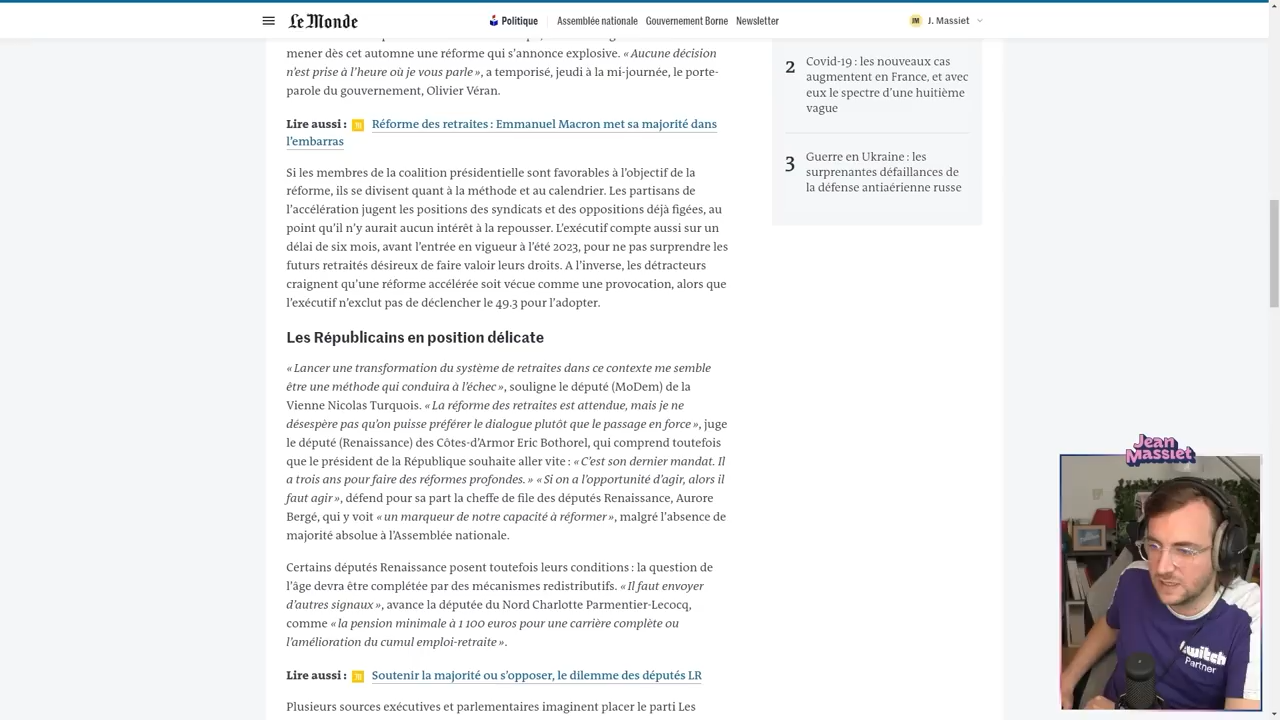 Le Monde
Politique
Assemblée nationale
Gouvernement Borne
Newsletter
JM
J. Massiet
mener dès cet automne une réforme qui s’annonce explosive. « Aucune décision
n’est prise à l’heure où je vous parle », a temporisé, jeudi à la mi-journée, le porte-
parole du gouvernement, Olivier Véran.
Lire aussi : Réforme des retraites : Emmanuel Macron met sa majorité dans
l’embarras
Si les membres de la coalition présidentielle sont favorables à l’objectif de la
réforme, ils se divisent quant à la méthode et au calendrier. Les partisans de
l’accélération jugent les positions des syndicats et des oppositions déjà figées, au
point qu’il n’y aurait aucun intérêt à la repousser. L’exécutif compte aussi sur un
délai de six mois, avant l’entrée en vigueur à l’été 2023, pour ne pas surprendre les
futurs retraités désireux de faire valoir leurs droits. A l’inverse, les détracteurs
craignent qu’une réforme accélérée soit vécue comme une provocation, alors que
l’exécutif n’exclut pas de déclencher le 49.3 pour l’adopter.
Les Républicains en position délicate
« Lancer une transformation du système de retraites dans ce contexte me semble
être une méthode qui conduira à l’échec », souligne le député (MoDem) de la
Vienne Nicolas Turquois. « La réforme des retraites est attendue, mais je ne
désespère pas qu’on puisse préférer le dialogue plutôt que le passage en force », juge
le député (Renaissance) des Côtes-d’Armor Eric Bothorel, qui comprend toutefois
que le président de la République souhaite aller vite : « C’est son dernier mandat. Il
a trois ans pour faire des réformes profondes. » « Si on a l’opportunité d’agir, alors il
faut agir », défend pour sa part la cheffe de file des députés Renaissance, Aurore
Bergé, qui y voit « un marqueur de notre capacité à réformer », malgré l’absence de
majorité absolue à l’Assemblée nationale.
Certains députés Renaissance posent toutefois leurs conditions : la question de
l’âge devra être complétée par des mécanismes redistributifs. « Il faut envoyer
d’autres signaux », avance la députée du Nord Charlotte Parmentier-Lecocq,
comme « la pension minimale à 1 100 euros pour une carrière complète ou
l’amélioration du cumul emploi-retraite ».
Lire aussi : Soutenir la majorité ou s’opposer, le dilemme des députés LR
Plusieurs sources exécutives et parlementaires imaginent placer le parti Les
2
Covid-19 : les nouveaux cas
augmentent en France, et avec
eux le spectre d’une huitième
vague
3
Guerre en Ukraine : les
surprenantes défaillances de
la défense antiaérienne russe
Jean
Massiet
twitch
Partner